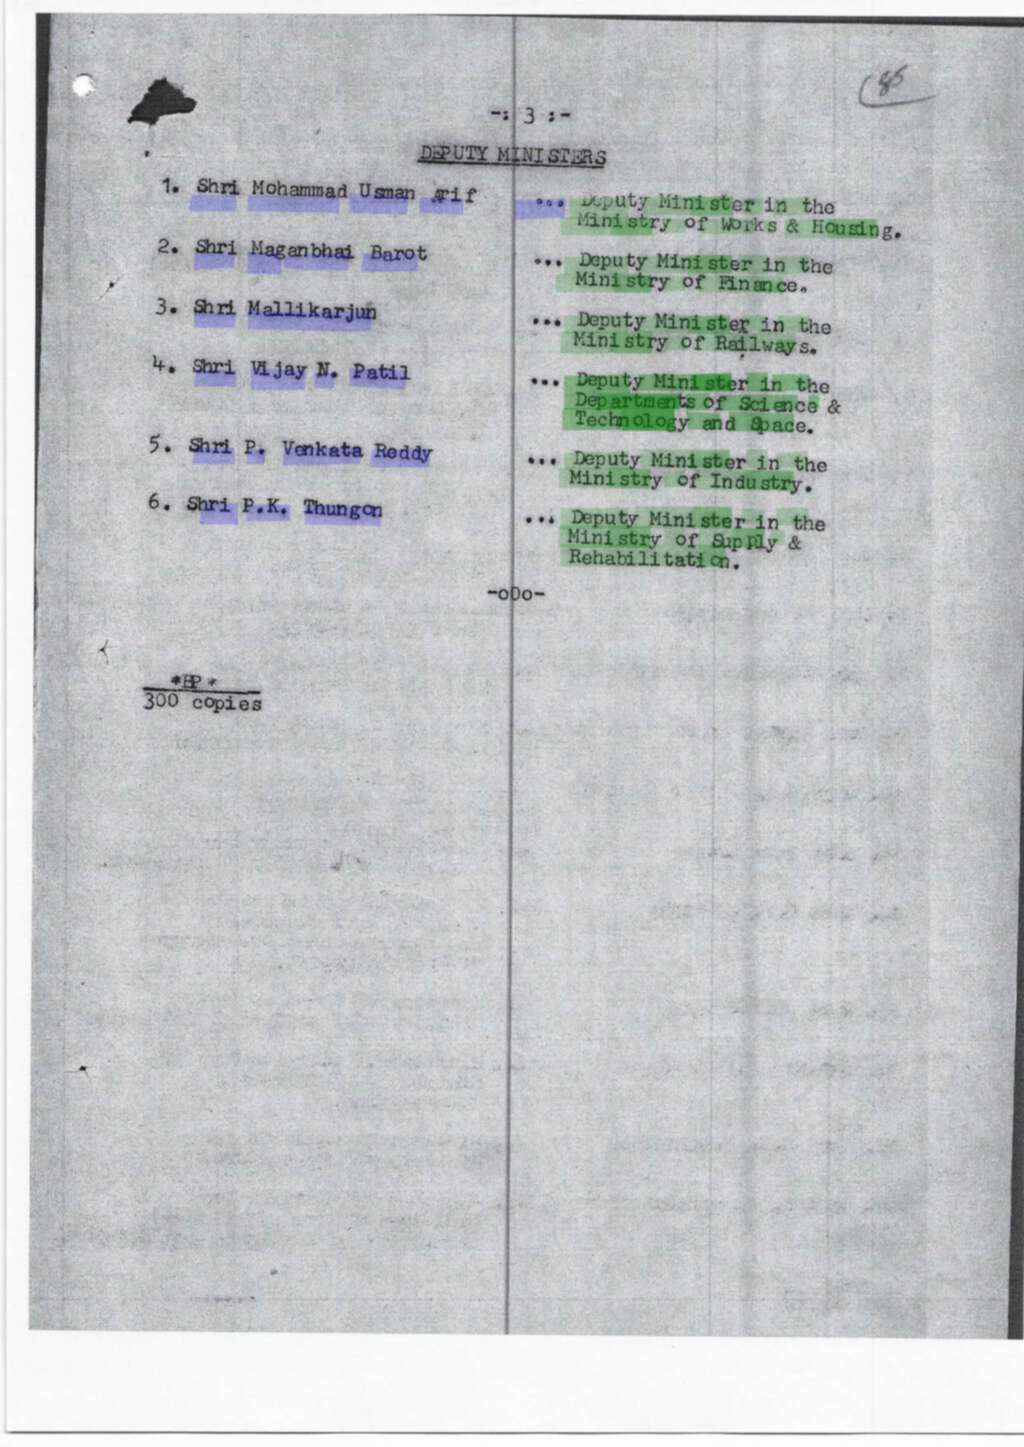 85
-: 3 :-
DEPUTY MINISTERS
1. Shri Mohammad Usman Arif ... Deputy Minister in the
Ministry of Works & Housing.
2. Shri Maganbhai Barot ... Deputy Minister in the
Ministry of Finance.
3. Shri Mallikarjun ... Deputy Minister in the
Ministry of Railways.
4. Shri Vijay N. Patil ... Deputy Minister in the
Departments of Science &
Technology and Space.
5. Shri P. Venkata Reddy ... Deputy Minister in the
Ministry of Industry.
6. Shri P.K. Thungon ... Deputy Minister in the
Ministry of Supply &
Rehabilitation.
-oOo-
*BP*
300 copies